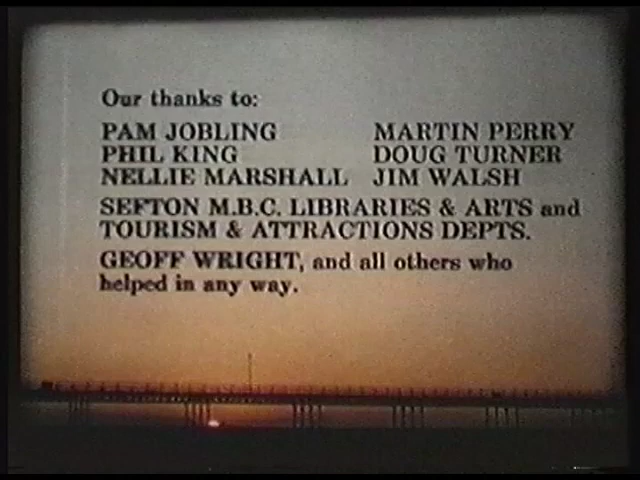 Our thanks to:
PAM JOBLING MARTIN PERRY
PHIL KING DOUG TURNER
NELLIE MARSHALL JIM WALSH
SEFTON M.B.C. LIBRARIES & ARTS and
TOURISM & ATTRACTIONS DEPTS.
GEOFF WRIGHT, and all others who
helped in any way.